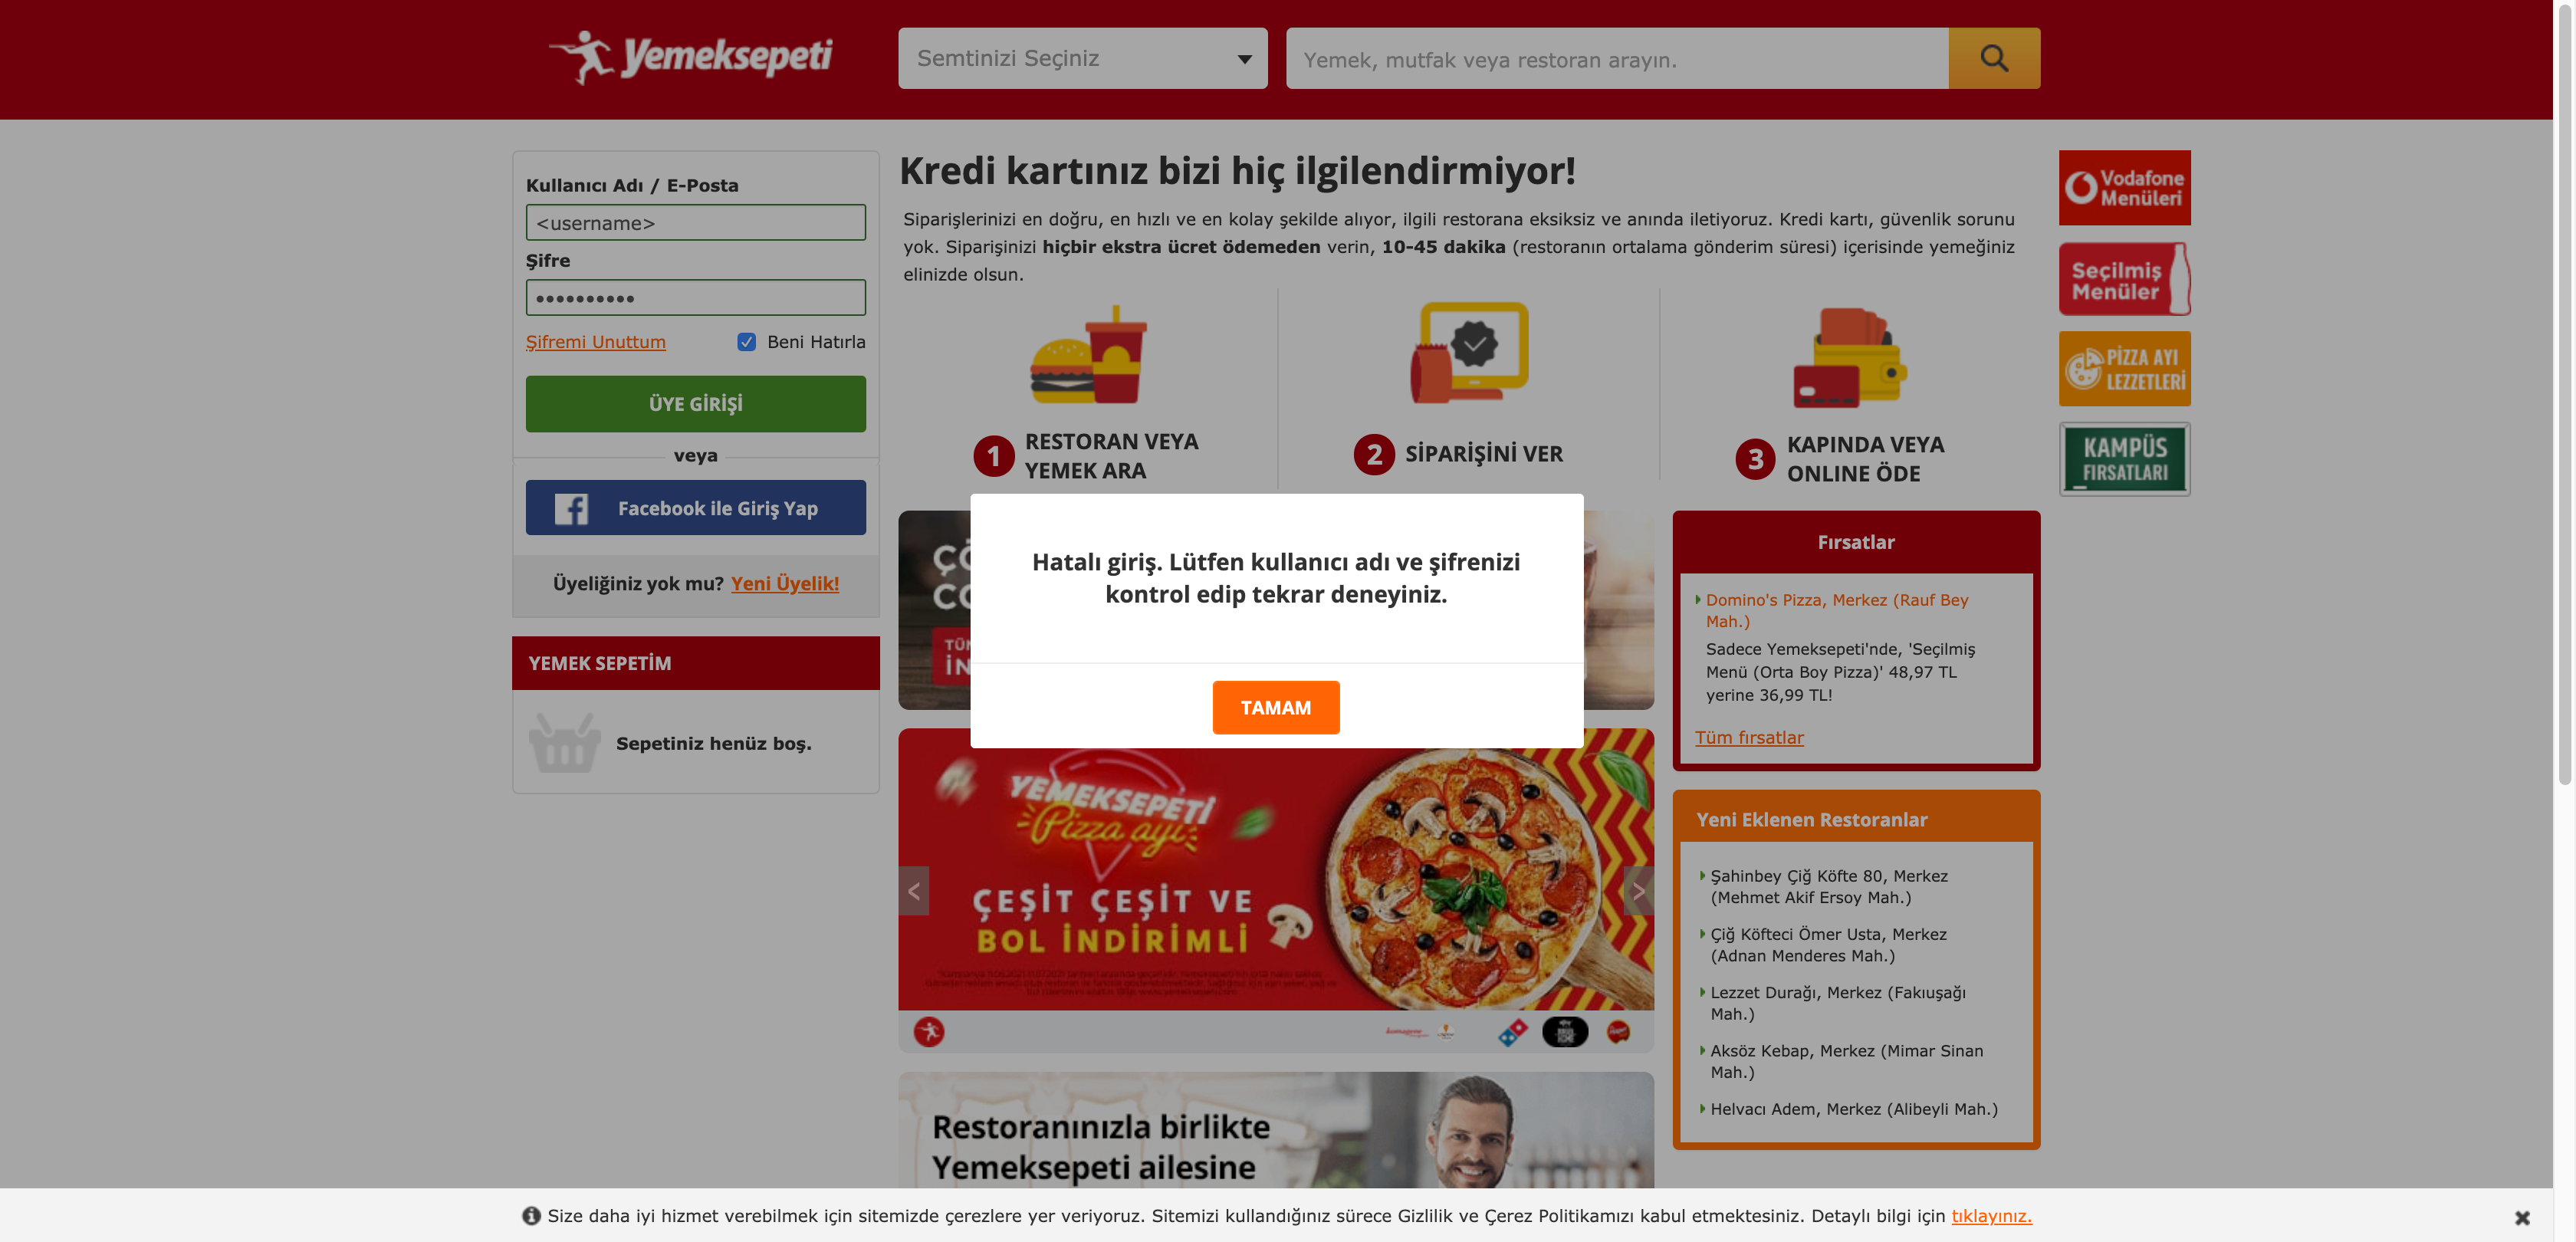 Yemeksepeti
Semtinizi Seçiniz
Yemek, mutfak veya restoran arayın.
Kullanıcı Adı / E-Posta
<username>
Şifre
••••••••••
Şifremi Unuttum
Beni Hatırla
ÜYE GİRİŞİ
veya
Facebook ile Giriş Yap
Üyeliğiniz yok mu? Yeni Üyelik!
YEMEK SEPETİM
Sepetiniz henüz boş.
Kredi kartınız bizi hiç ilgilendirmiyor!
Siparişlerinizi en doğru, en hızlı ve en kolay şekilde alıyor, ilgili restorana eksiksiz ve anında iletiyoruz. Kredi kartı, güvenlik sorunu
yok. Siparişinizi hiçbir ekstra ücret ödemeden verin, 10-45 dakika (restoranın ortalama gönderim süresi) içerisinde yemeğiniz
elinizde olsun.
1 RESTORAN VEYA
YEMEK ARA
2 SİPARİŞİNİ VER
3 KAPINDA VEYA
ONLINE ÖDE
Hatalı giriş. Lütfen kullanıcı adı ve şifrenizi
kontrol edip tekrar deneyiniz.
TAMAM
YEMEKSEPETİ
Pizza ayı
ÇEŞİT ÇEŞİT VE
BOL İNDİRİMLİ
Restoranınızla birlikte
Yemeksepeti ailesine
Fırsatlar
Domino's Pizza, Merkez (Rauf Bey
Mah.)
Sadece Yemeksepeti'nde, 'Seçilmiş
Menü (Orta Boy Pizza)' 48,97 TL
yerine 36,99 TL!
Tüm fırsatlar
Yeni Eklenen Restoranlar
Şahinbey Çiğ Köfte 80, Merkez
(Mehmet Akif Ersoy Mah.)
Çiğ Köfteci Ömer Usta, Merkez
(Adnan Menderes Mah.)
Lezzet Durağı, Merkez (Fakıuşağı
Mah.)
Aksöz Kebap, Merkez (Mimar Sinan
Mah.)
Helvacı Adem, Merkez (Alibeyli Mah.)
Vodafone
Menüleri
Seçilmiş
Menüler
PİZZA AYI
LEZZETLERİ
KAMPÜS
FIRSATLARI
Size daha iyi hizmet verebilmek için sitemizde çerezlere yer veriyoruz. Sitemizi kullandığınız sürece Gizlilik ve Çerez Politikamızı kabul etmektesiniz. Detaylı bilgi için tıklayınız.